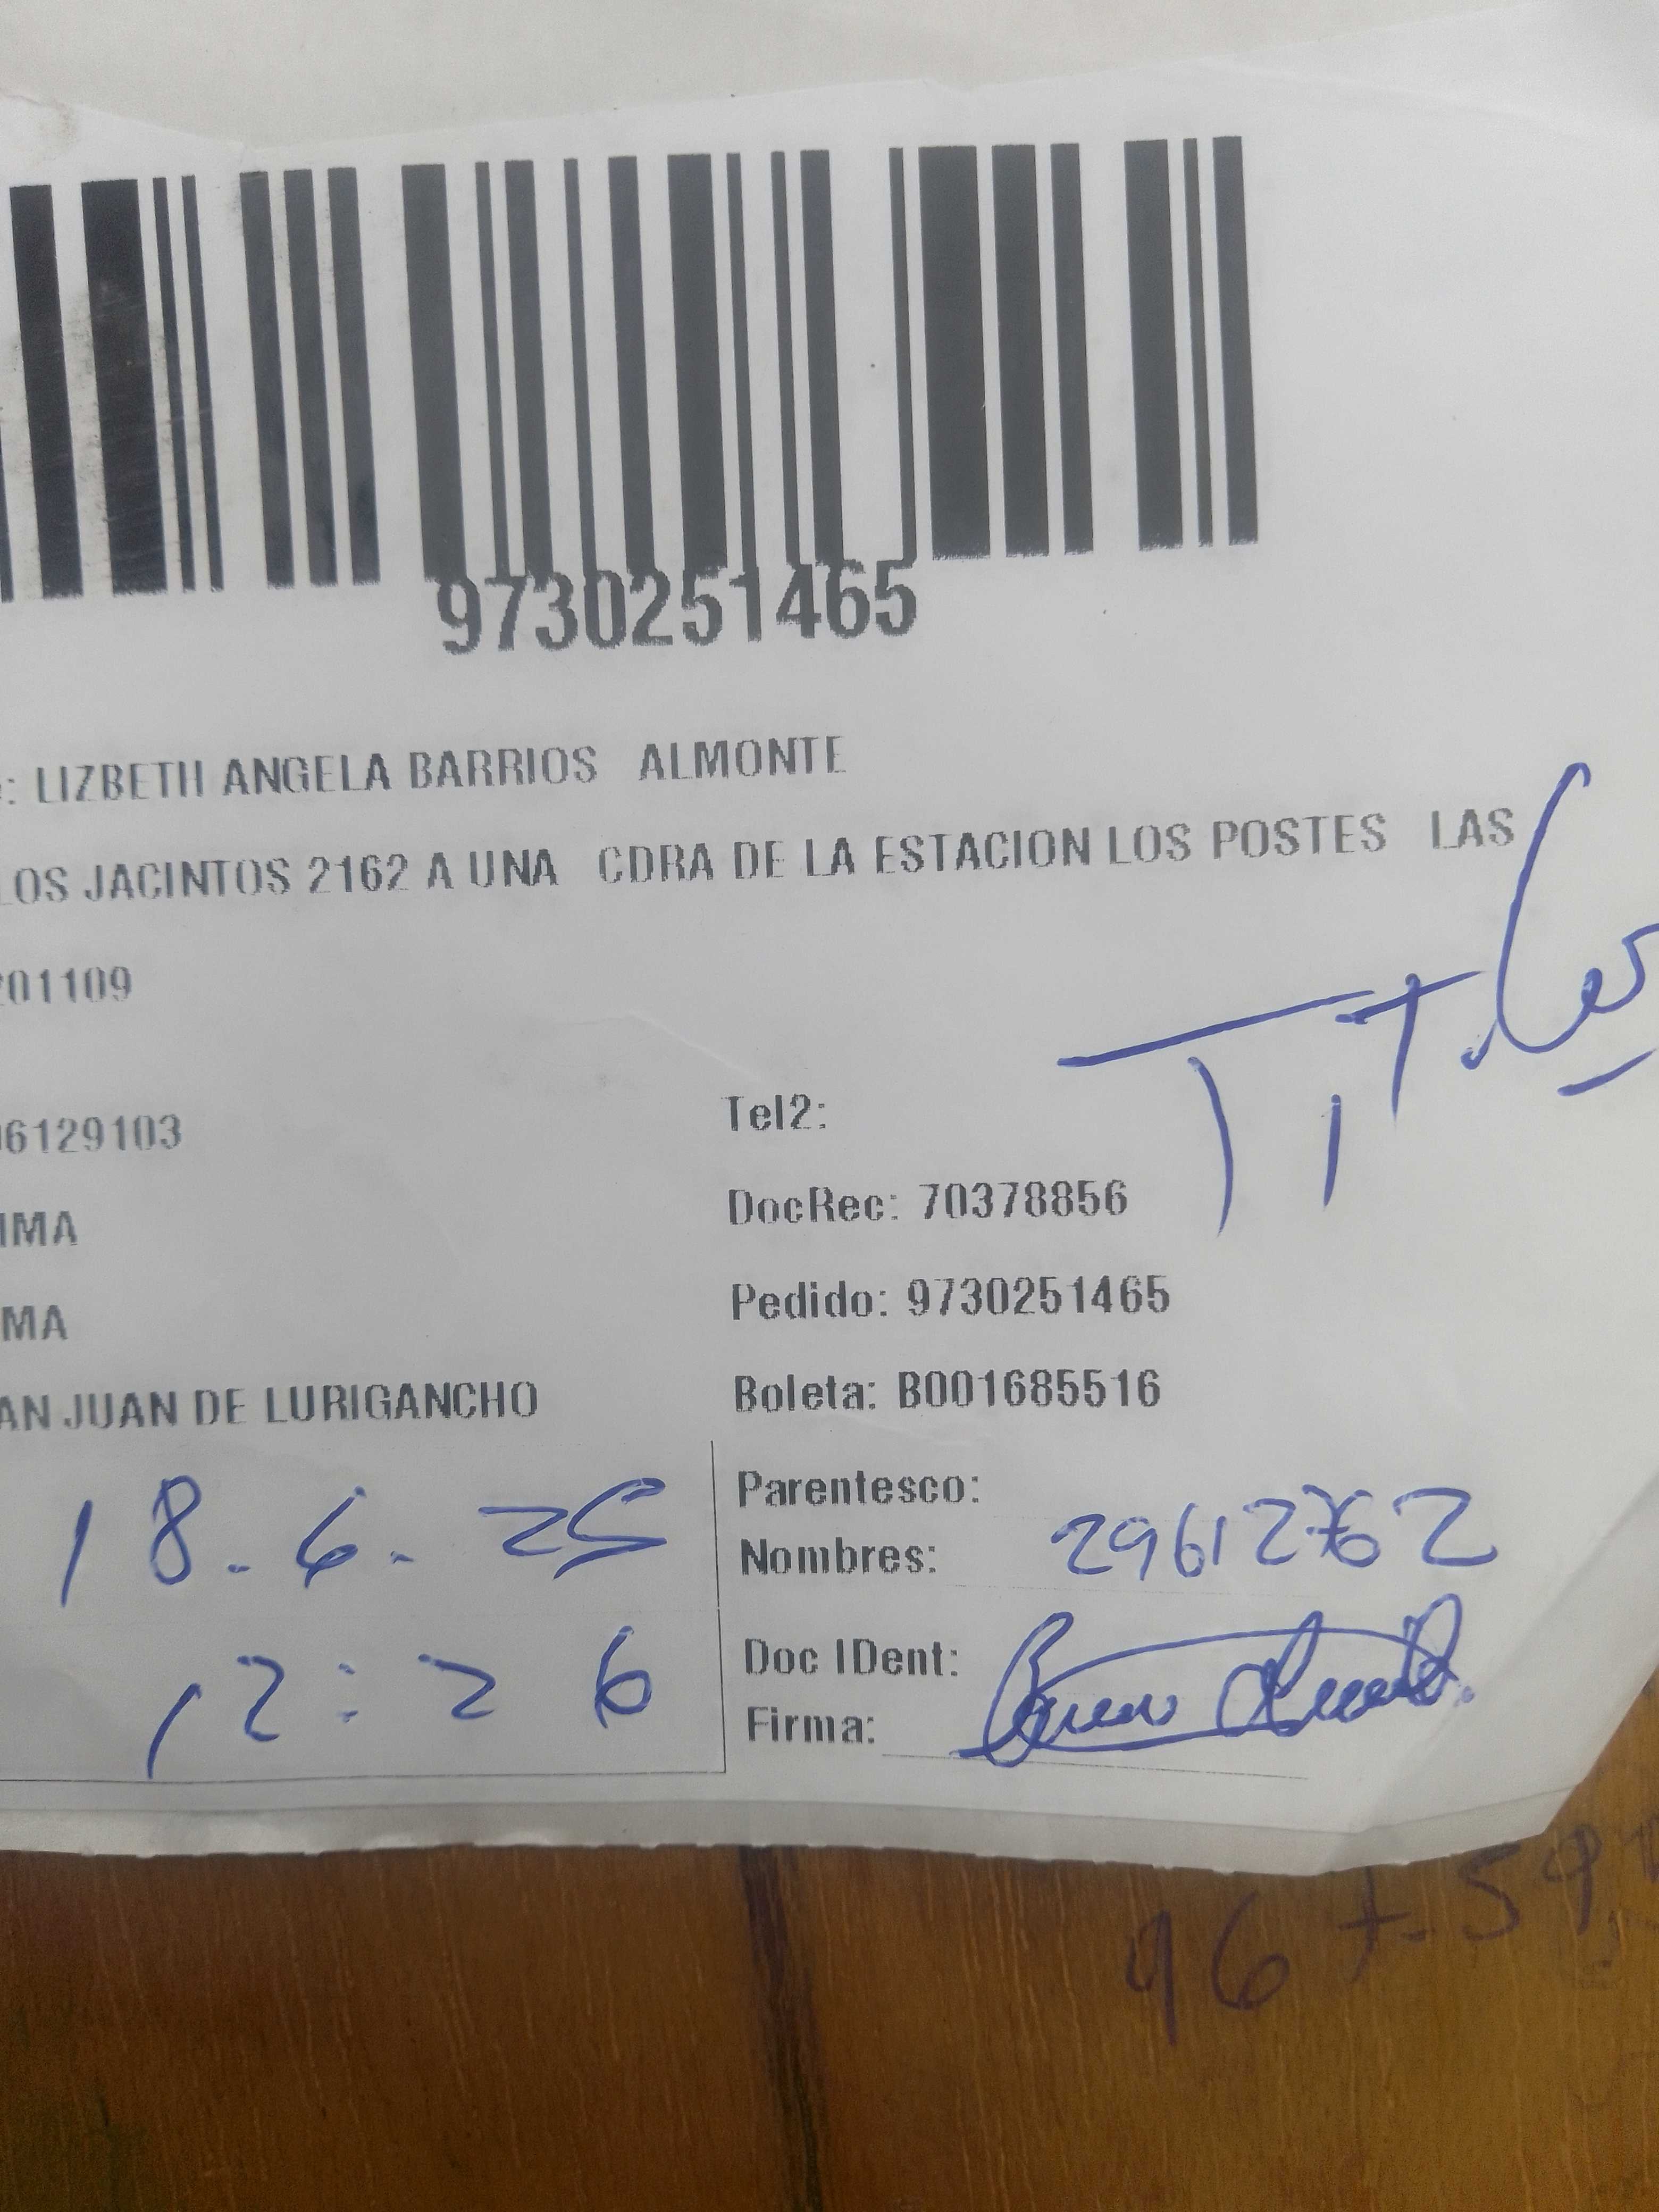 9730251465
: LIZBETH ANGELA BARRIOS ALMONTE
LOS JACINTOS 2162 A UNA CDRA DE LA ESTACION LOS POSTES LAS
201109
Tel2:
6129103
DocRec: 70378856
IMA
Pedido: 9730251465
MA
Boleta: B001685516
AN JUAN DE LURIGANCHO
Parentesco:
18.6.25
Nombres: 29612762
Doc IDent:
12:26
Firma: